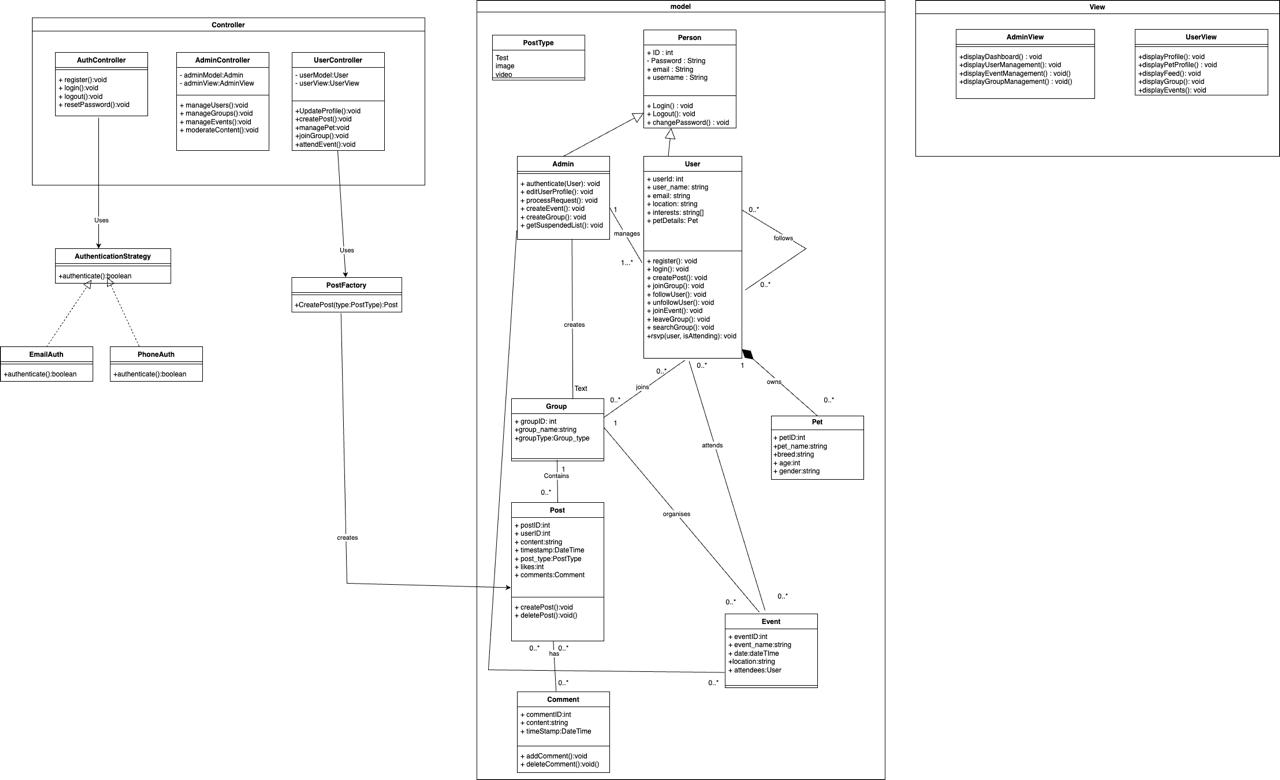 Controller
AuthController
+ register():void
+ login():void
+ logout():void
+ resetPassword():void
AdminController
- adminModel:Admin
- adminView:AdminView
+ manageUsers():void
+ manageGroups():void
+ manageEvents():void
+ moderateContent():void
UserController
- userModel:User
- userView:UserView
+UpdateProfile():void
+createPost():void
+managePet:void
+joinGroup():void
+attendEvent():void
Uses
Uses
AuthenticationStrategy
+authenticate():boolean
EmailAuth
+authenticate():boolean
PhoneAuth
+authenticate():boolean
PostFactory
+CreatePost(type:PostType):Post
creates
model
PostType
Test
image
video
Person
+ ID : int
- Password : String
+ email : String
+ username : String
+ Login() : void
+ Logout(): void
+ changePassword() : void
Admin
+ authenticate(User): void
+ editUserProfile(): void
+ processRequest(): void
+ createEvent(): void
+ createGroup(): void
+ getSuspendedList(): void
1
manages
1...*
User
+ userId: int
+ user_name: string
+ email: string
+ location: string
+ interests: string[]
+ petDetails: Pet
+ register(): void
+ login(): void
+ createPost(): void
+ joinGroup(): void
+ followUser(): void
+ unfollowUser(): void
+ joinEvent(): void
+ leaveGroup(): void
+ searchGroup(): void
+rsvp(user, isAttending): void
0..*
follows
0..*
creates
Text
0..*
joins
0..*
0..*
1
owns
0..*
Group
+ groupID: int
+group_name:string
+groupType:Group_type
1
attends
Pet
+ petID:int
+pet_name:string
+breed:string
+ age:int
+ gender:string
1
Contains
0..*
organises
Post
+ postID:int
+ userID:int
+ content:string
+ timestamp:DateTime
+ post_type:PostType
+ likes:int
+ comments:Comment
+ createPost():void
+ deletePost():void()
0..*
0..*
Event
+ eventID:int
+ event_name:string
+ date:dateTIme
+location:string
+ attendees:User
0..*
0..*
0..*
has
0..*
Comment
+ commentID:int
+ content:string
+ timeStamp:DateTime
+ addComment():void
+ deleteComment():void()
View
AdminView
+displayDashboard() : void
+displayUserManagement() : void
+displayEventManagement() : void()
+displayGroupManagement() : void()
UserView
+displayProfile(): void
+displayPetProfile() : void
+displayFeed(): void
+displayGroup(): void
+displayEvents(): void